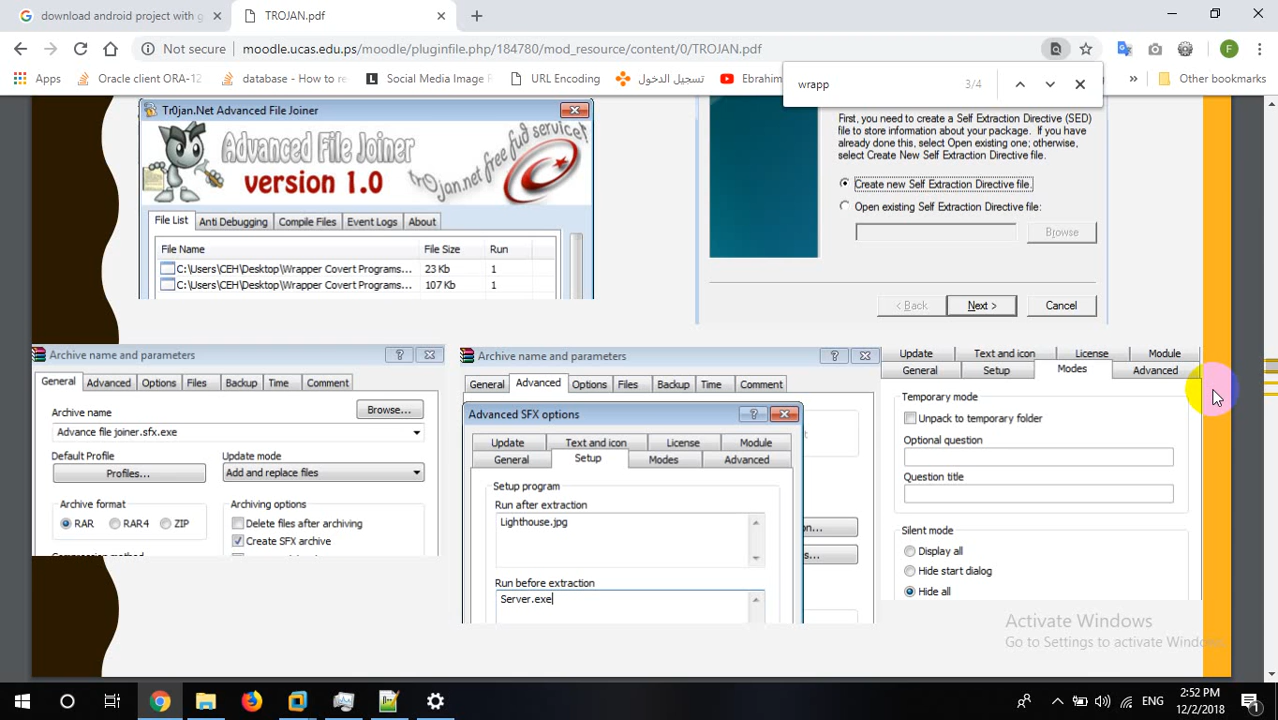 download android project with g
TROJAN.pdf
Not secure
moodle.ucas.edu.ps/moodle/pluginfile.php/184780/mod_resource/content/0/TROJAN.pdf
Apps
Oracle client ORA-12
database - How to re
Social Media Image R
URL Encoding
تسجيل الدخول
Ebrahim
Other bookmarks
wrapp
3/4
Tr0jan.Net Advanced File Joiner
Advanced File Joiner
version 1.0
tr0jan.net free fud service!
File List
Anti Debugging
Compile Files
Event Logs
About
File Name
File Size
Run
C:\Users\CEH\Desktop\Wrapper Covert Programs...
23 Kb
1
C:\Users\CEH\Desktop\Wrapper Covert Programs...
107 Kb
1
First, you need to create a Self Extraction Directive (SED)
file to store information about your package. If you have
already done this, select Open existing one; otherwise,
select Create New Self Extraction Directive file.
Create new Self Extraction Directive file.
Open existing Self Extraction Directive file:
Browse
< Back
Next >
Cancel
Archive name and parameters
General
Advanced
Options
Files
Backup
Time
Comment
Archive name
Browse...
Advance file joiner.sfx.exe
Default Profile
Update mode
Profiles...
Add and replace files
Archive format
Archiving options
RAR
RAR4
ZIP
Delete files after archiving
Create SFX archive
Archive name and parameters
General
Advanced
Options
Files
Backup
Time
Comment
Advanced SFX options
Update
Text and icon
License
Module
General
Setup
Modes
Advanced
Setup program
Run after extraction
Lighthouse.jpg
Run before extraction
Server.exe
Update
Text and icon
License
Module
General
Setup
Modes
Advanced
Temporary mode
Unpack to temporary folder
Optional question
Question title
Silent mode
Display all
Hide start dialog
Hide all
Activate Windows
Go to Settings to activate Windows.
ENG
2:52 PM
12/2/2018